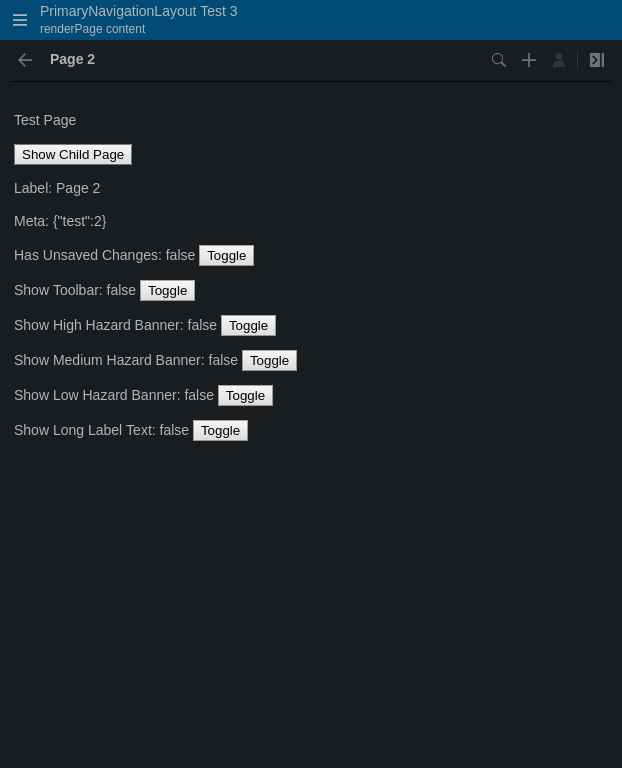 PrimaryNavigationLayout Test 3
renderPage content
Page 2
Test Page
Show Child Page
Label: Page 2
Meta: {"test":2}
Has Unsaved Changes: false Toggle
Show Toolbar: false Toggle
Show High Hazard Banner: false Toggle
Show Medium Hazard Banner: false Toggle
Show Low Hazard Banner: false Toggle
Show Long Label Text: false Toggle